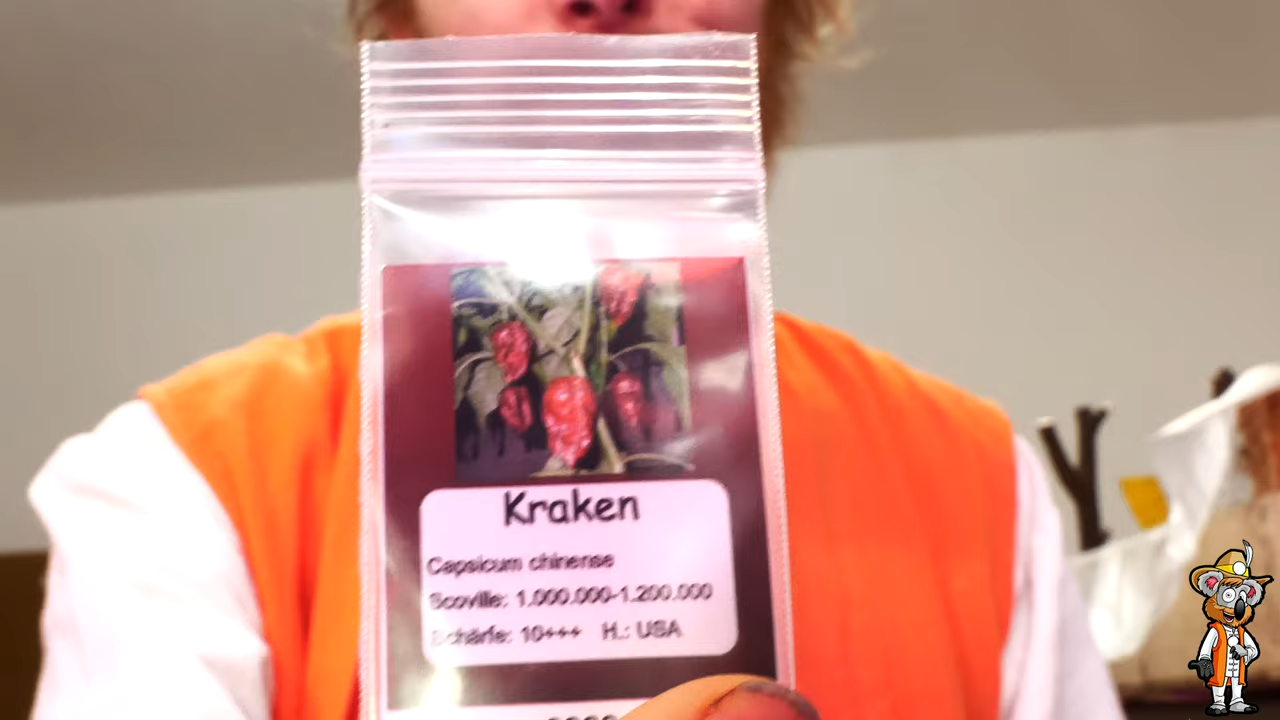 Kraken
Capsicum chinense
Scoville: 1.000.000-1.200.000
Schärfe: 10+++ H.: USA